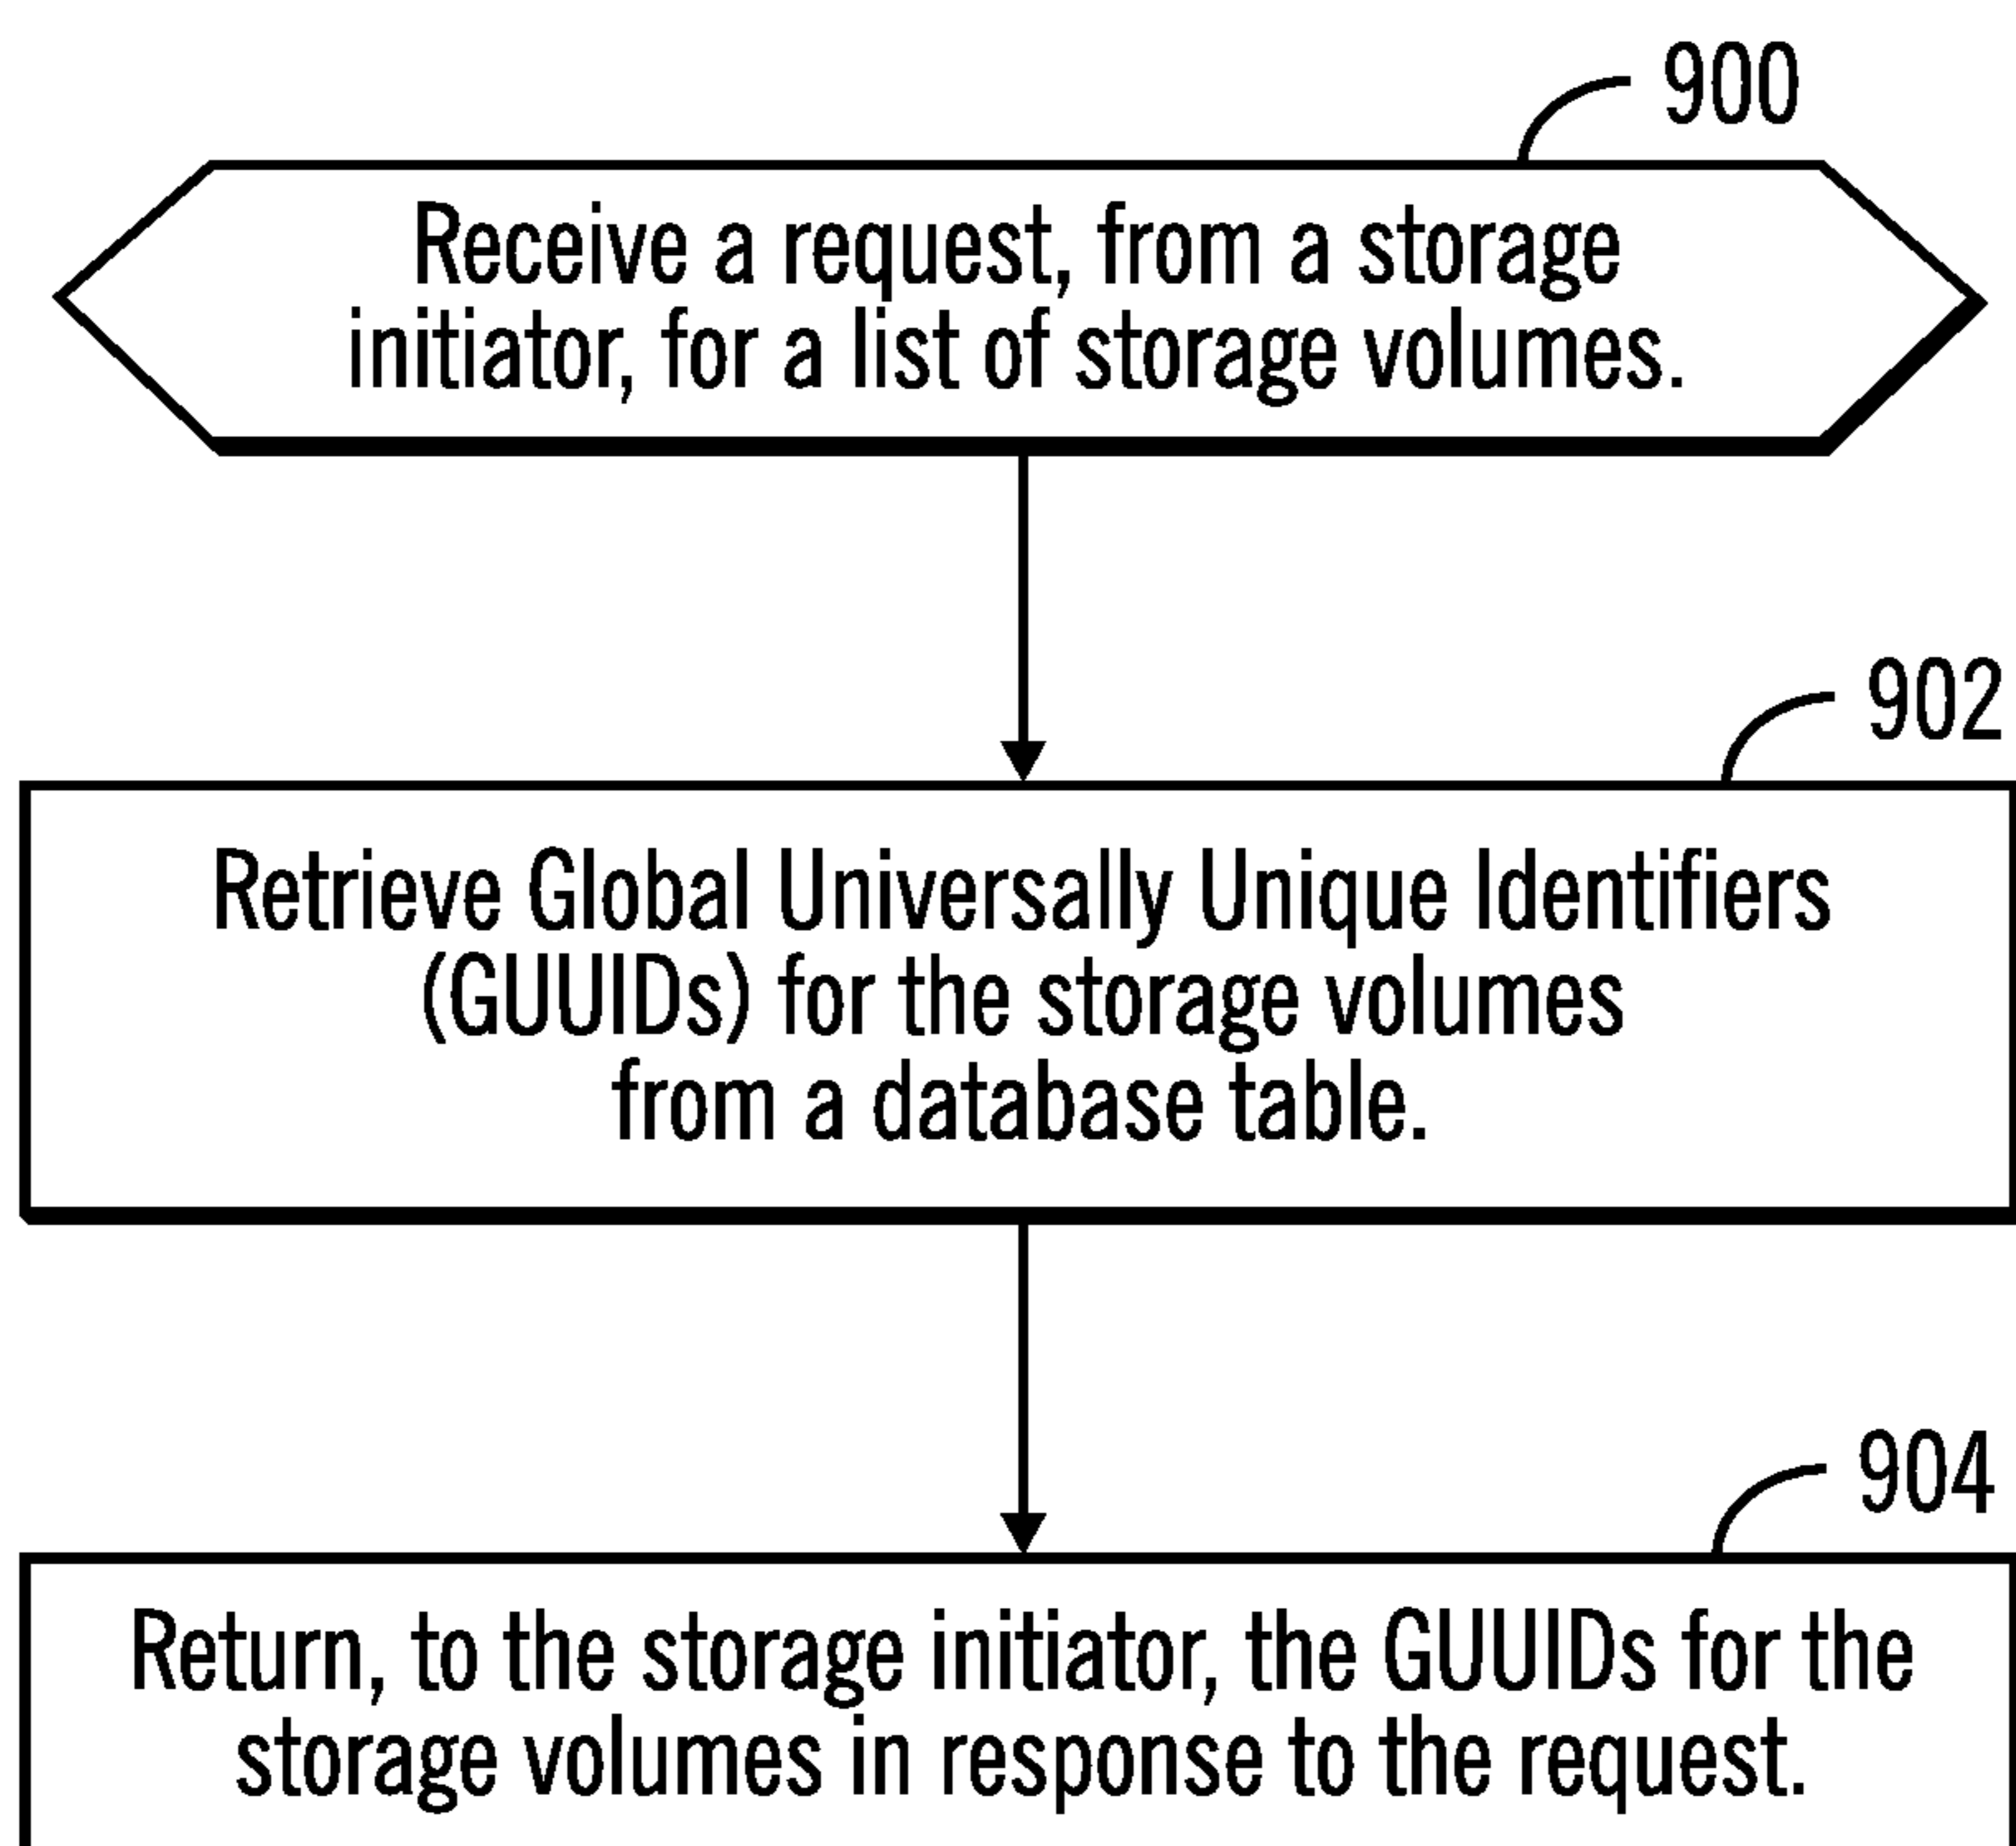 900
Receive a request, from a storage
initiator, for a list of storage volumes.
902
Retrieve Global Universally Unique Identifiers
(GUUIDs) for the storage volumes
from a database table.
904
Return, to the storage initiator, the GUUIDs for the
storage volumes in response to the request.